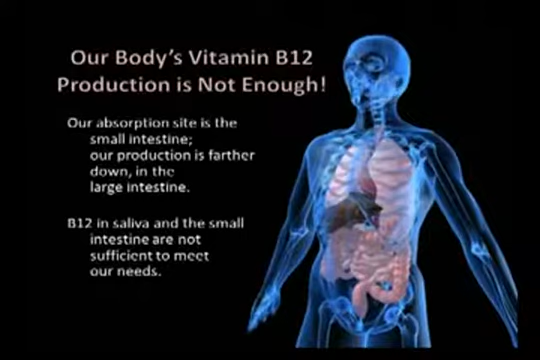 Our Body's Vitamin B12
Production is Not Enough!
Our absorption site is the
small intestine;
our production is farther
down, in the
large intestine.
B12 in saliva and the small
intestine are not
sufficient to meet
our needs.